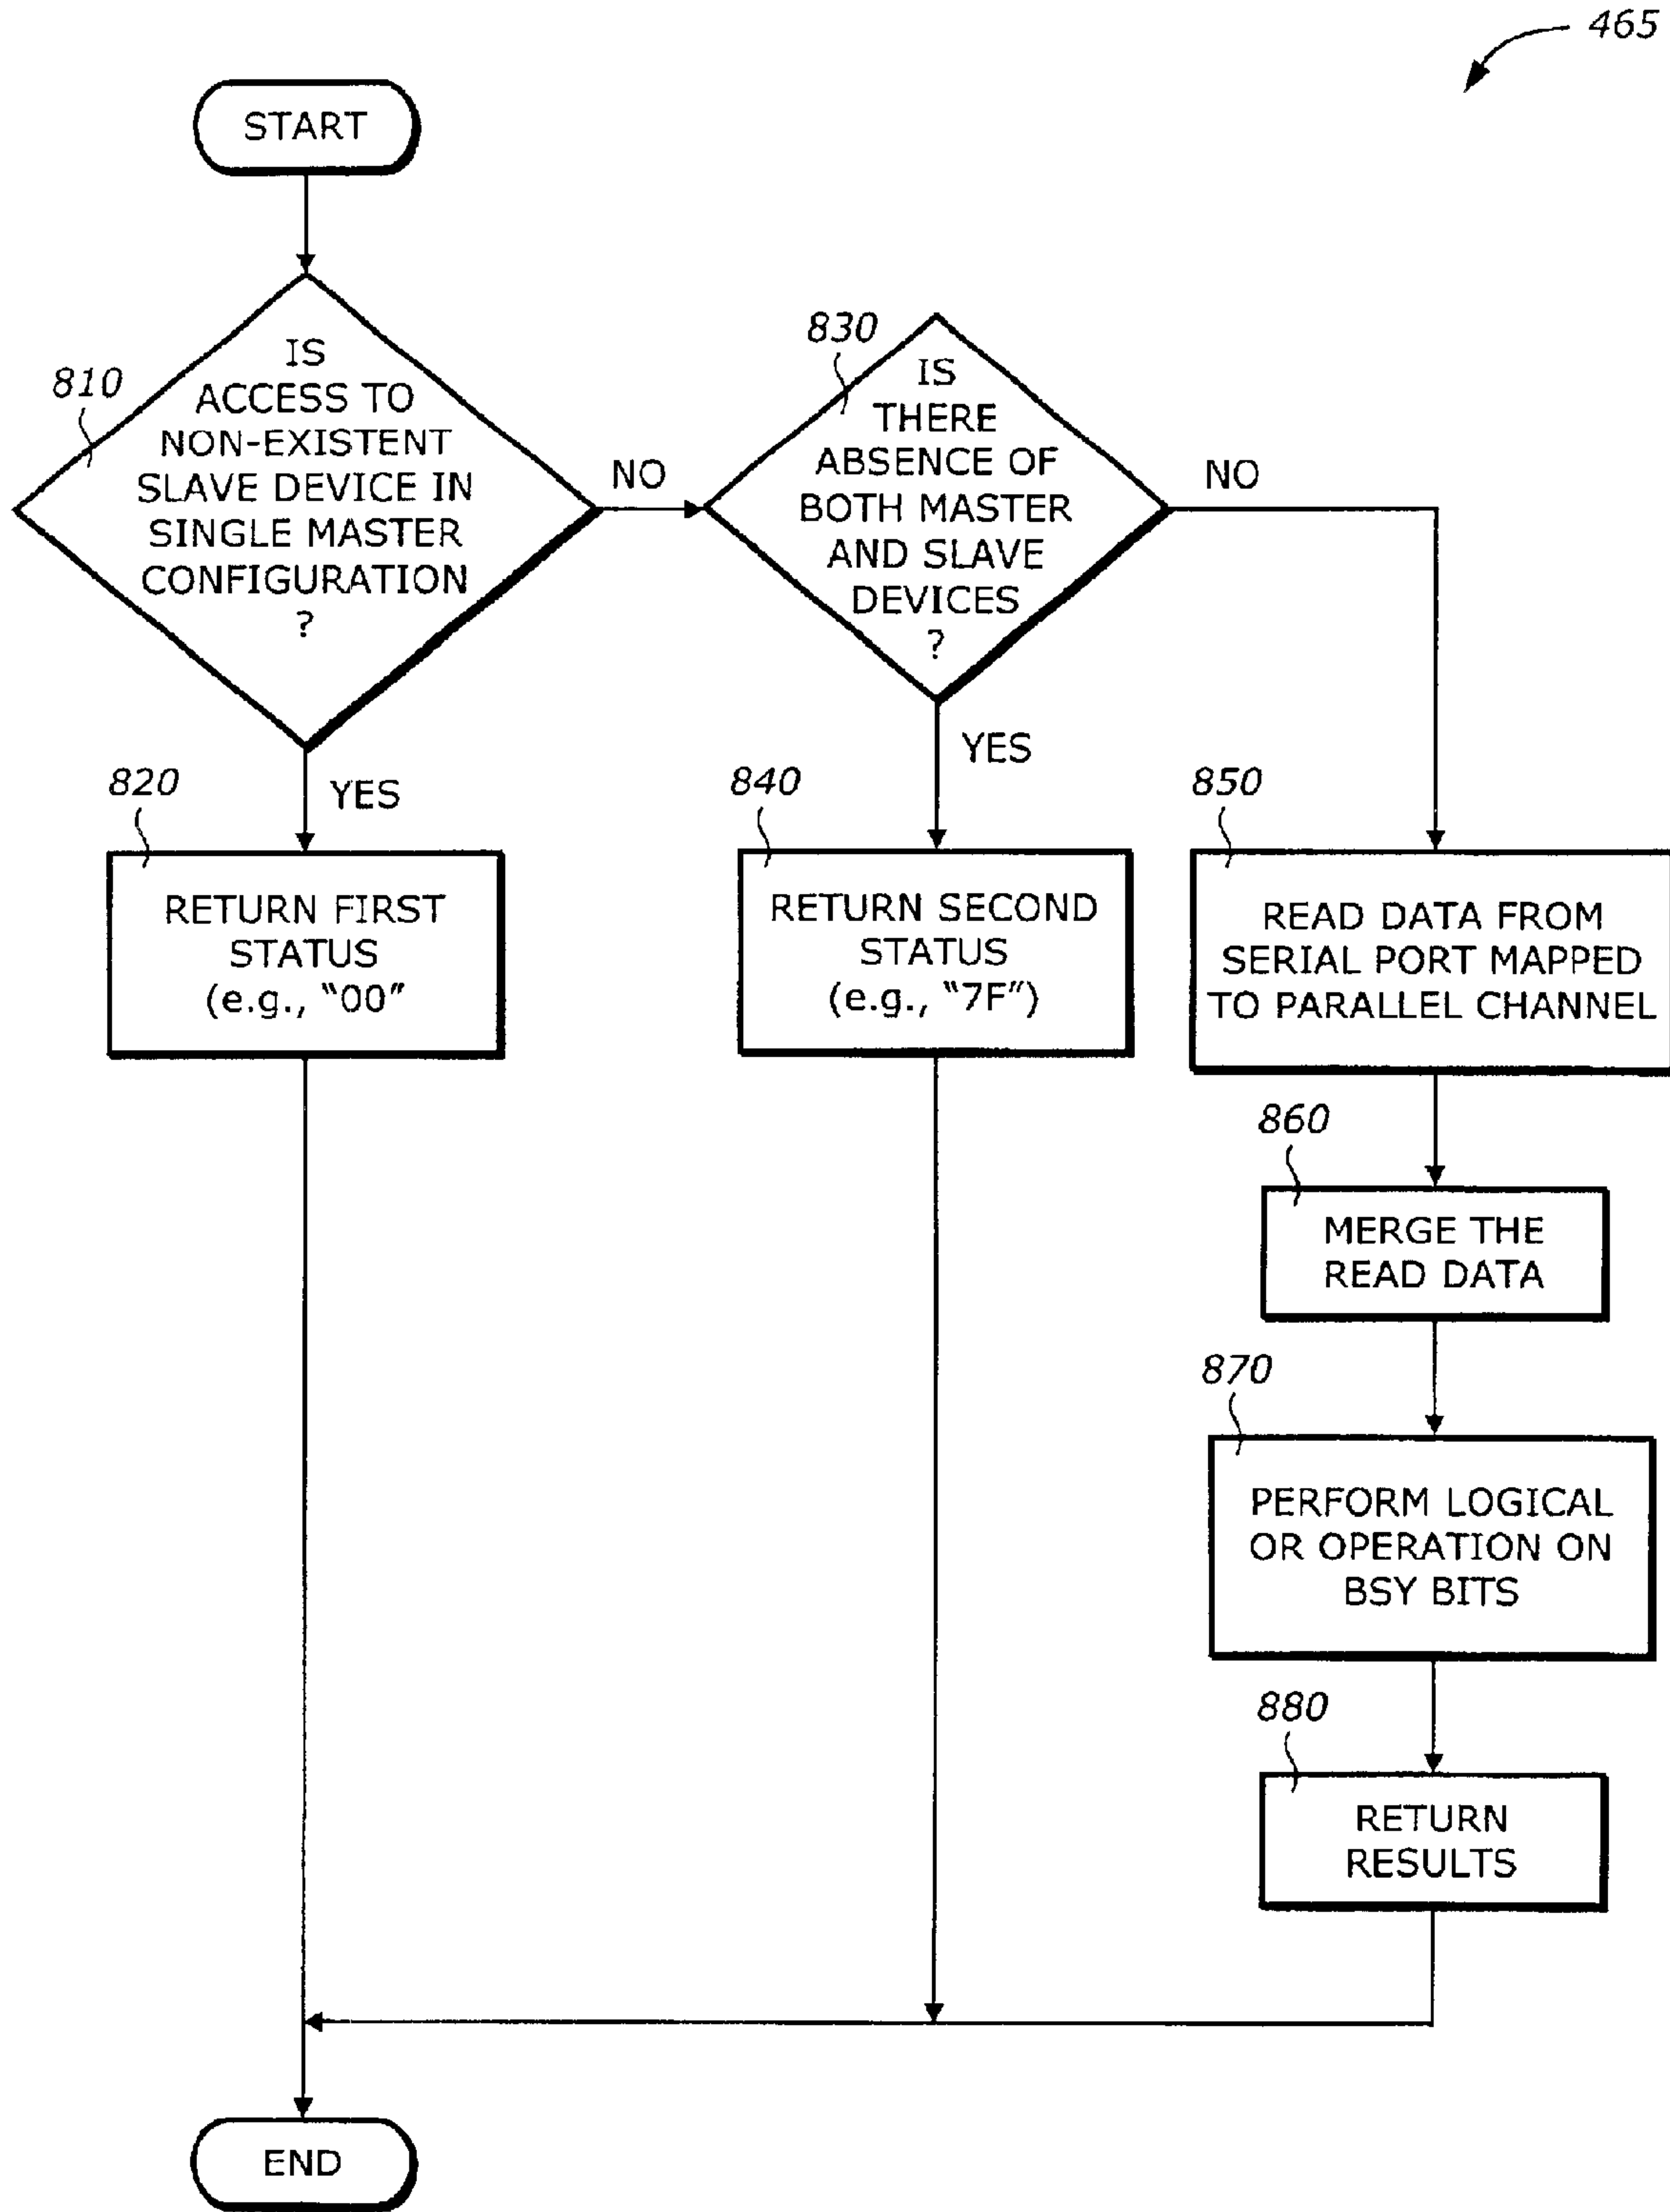 465
START
810
IS
ACCESS TO
NON-EXISTENT
SLAVE DEVICE IN
SINGLE MASTER
CONFIGURATION
?
NO
YES
830
IS
THERE
ABSENCE OF
BOTH MASTER
AND SLAVE
DEVICES
?
NO
YES
820
RETURN FIRST
STATUS
(e.g., “00”
840
RETURN SECOND
STATUS
(e.g., “7F”)
850
READ DATA FROM
SERIAL PORT MAPPED
TO PARALLEL CHANNEL
860
MERGE THE
READ DATA
870
PERFORM LOGICAL
OR OPERATION ON
BSY BITS
880
RETURN
RESULTS
END